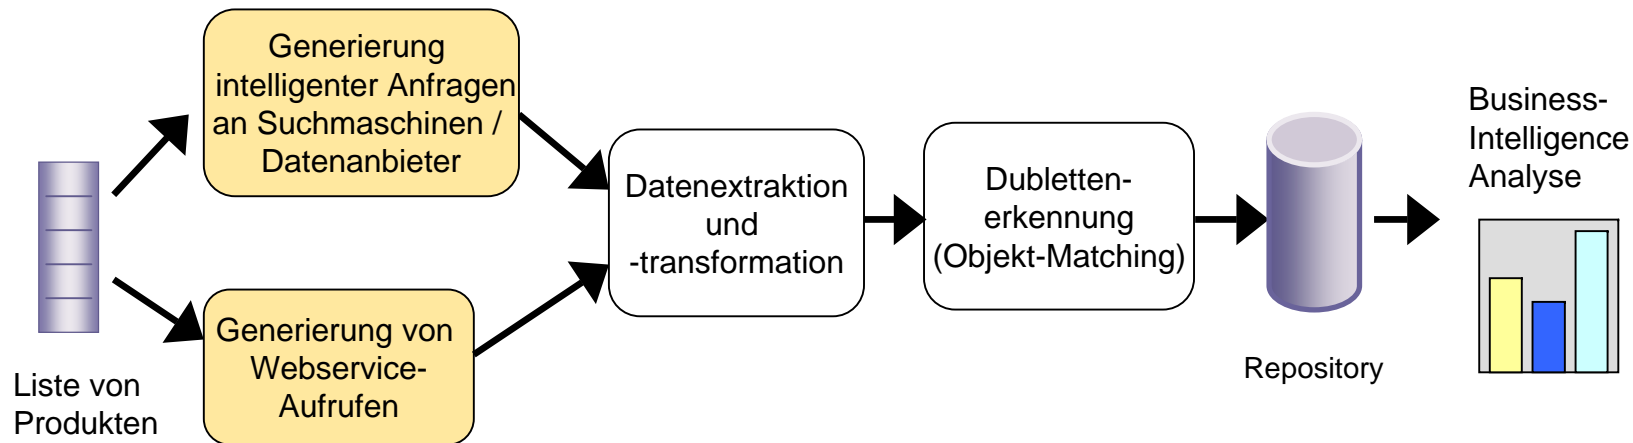 Generierung
intelligenter Anfragen
an Suchmaschinen /
Datenanbieter
Liste von
Produkten
Generierung von
Webservice-
Aufrufen
Datenextraktion
und
-transformation
Dubletten-
erkennung
(Objekt-Matching)
Repository
Business-
Intelligence
Analyse